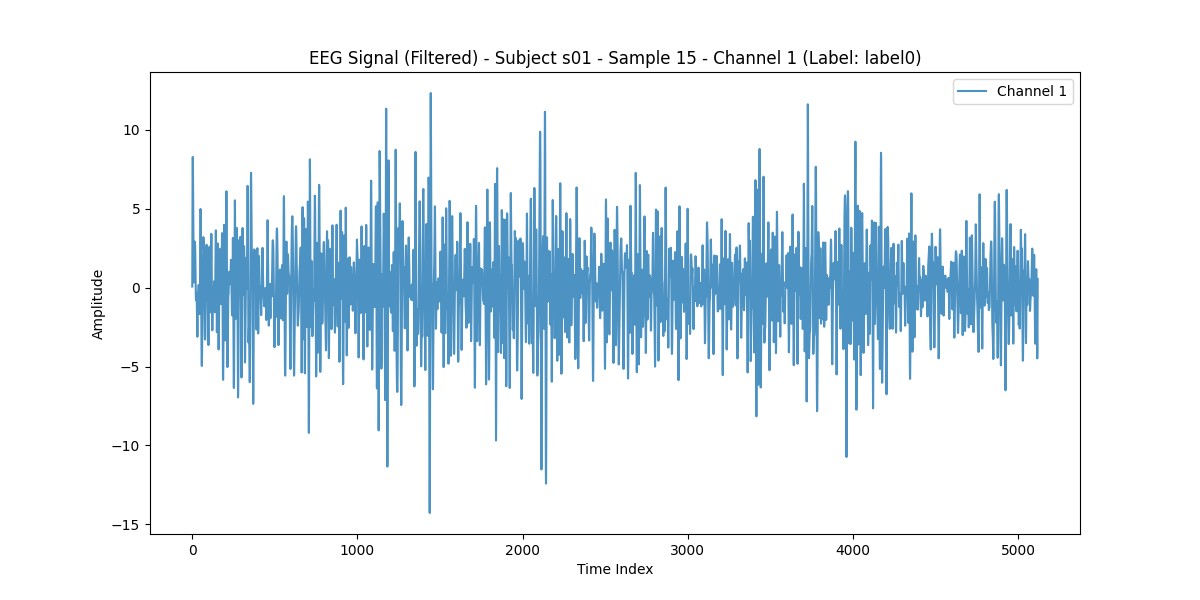 EEG Signal (Filtered) - Subject s01 - Sample 15 - Channel 1 (Label: label0)
Channel 1
10
5
0
−5
−10
−15
Amplitude
0 1000 2000 3000 4000 5000
Time Index